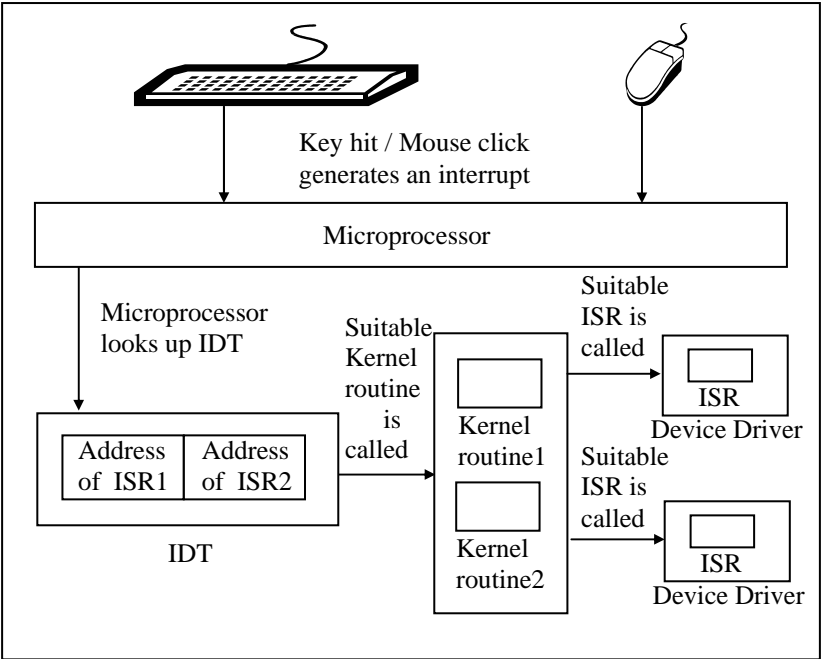 Key hit / Mouse click
generates an interrupt
Microprocessor
Microprocessor
looks up IDT
Address
of ISR1
Address
of ISR2
IDT
Suitable
Kernel
routine
is
called
Kernel
routine1
Kernel
routine2
Suitable
ISR is
called
ISR
Device Driver
Suitable
ISR is
called
ISR
Device Driver